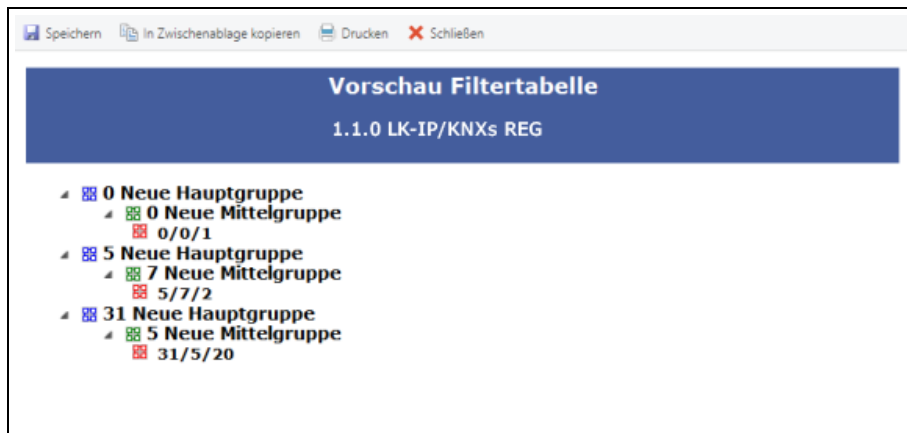 Speichern In Zwischenablage kopieren Drucken Schließen
Vorschau Filtertabelle
1.1.0 LK-IP/KNXs REG
0 Neue Hauptgruppe
0 Neue Mittelgruppe
0/0/1
5 Neue Hauptgruppe
7 Neue Mittelgruppe
5/7/2
31 Neue Hauptgruppe
5 Neue Mittelgruppe
31/5/20